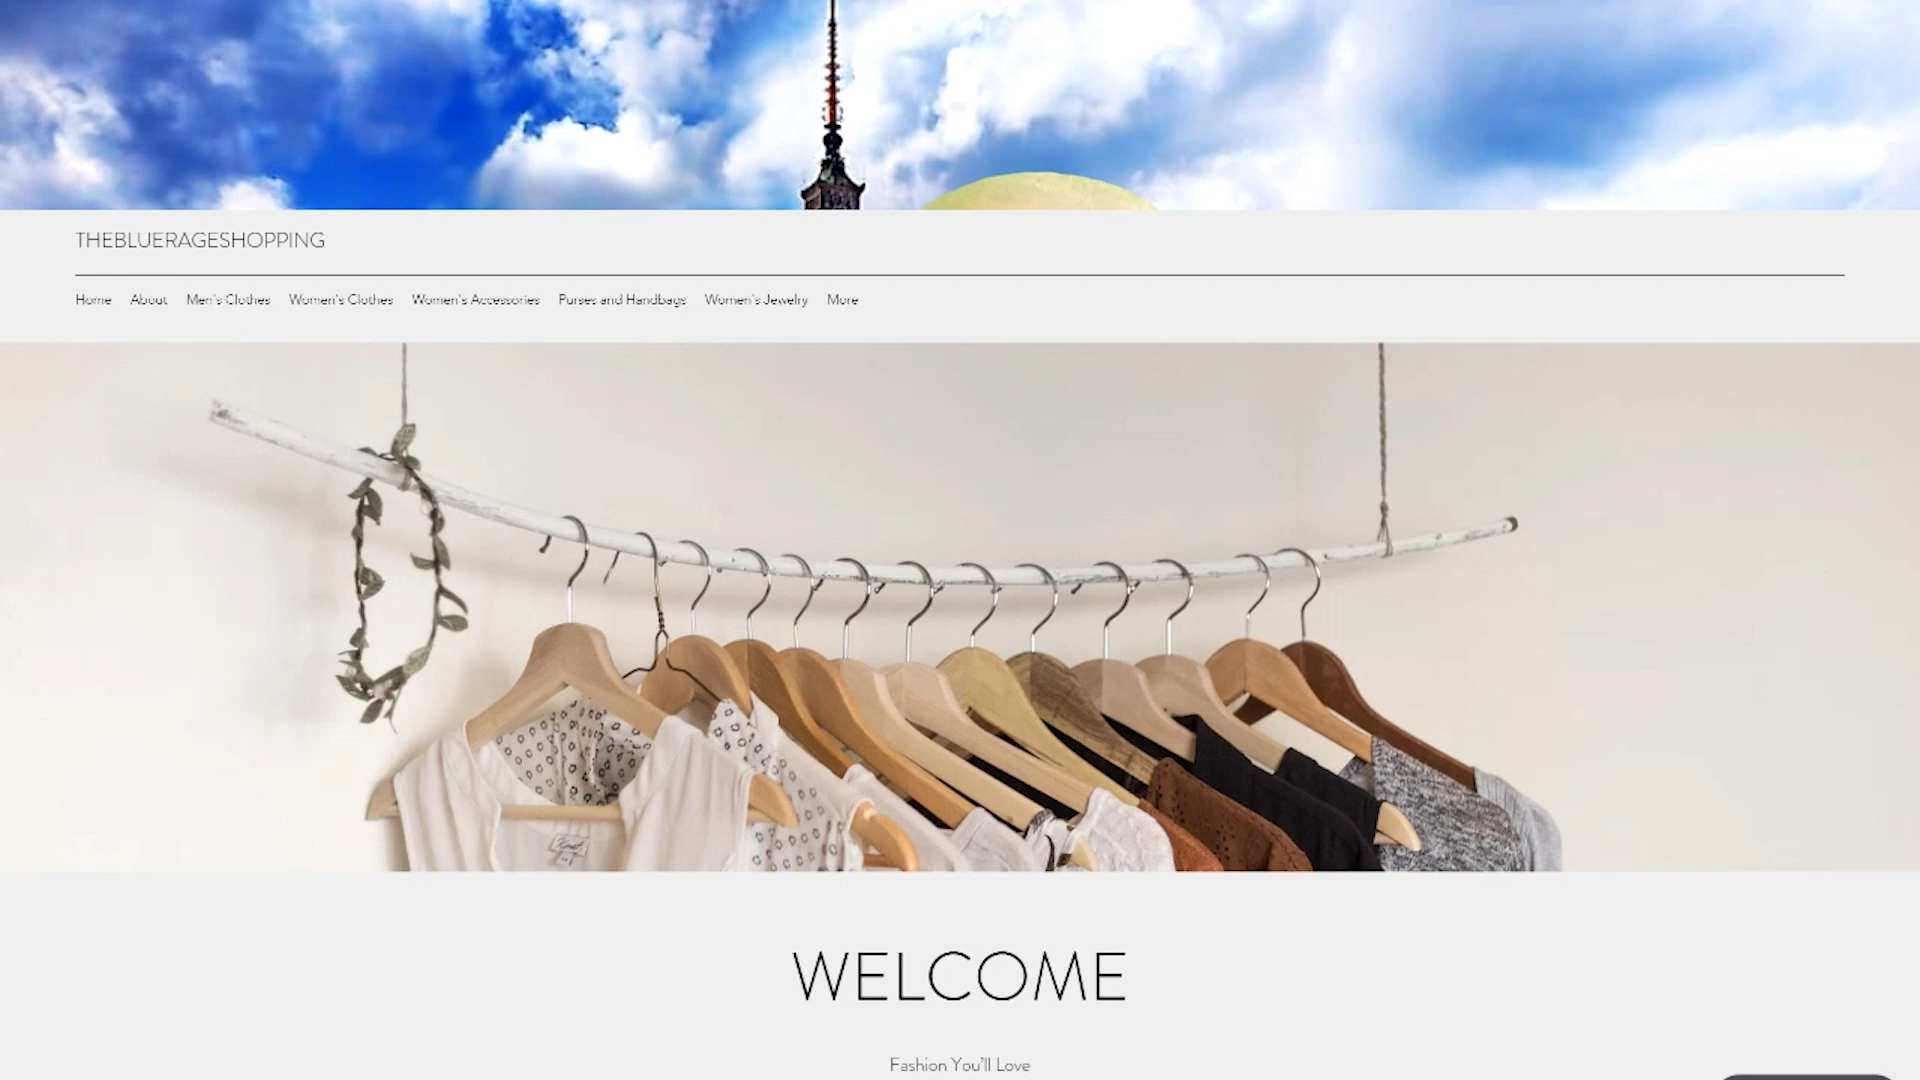 THEBLUERAGESHOPPING
Home About Men's Clothes Women's Clothes Women's Accessories Purses and Handbags Women's Jewelry More
WELCOME
Fashion You'll Love